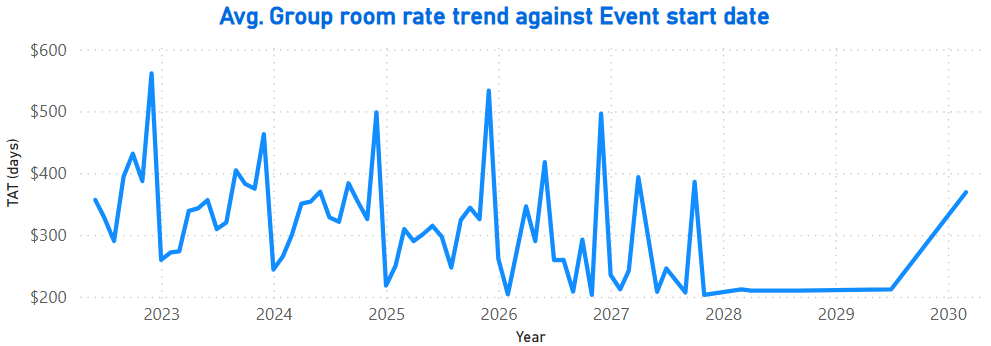 Avg. Group room rate trend against Event start date
$600
$500
$400
$300
$200
TAT (days)
2023 2024 2025 2026 2027 2028 2029 2030
Year